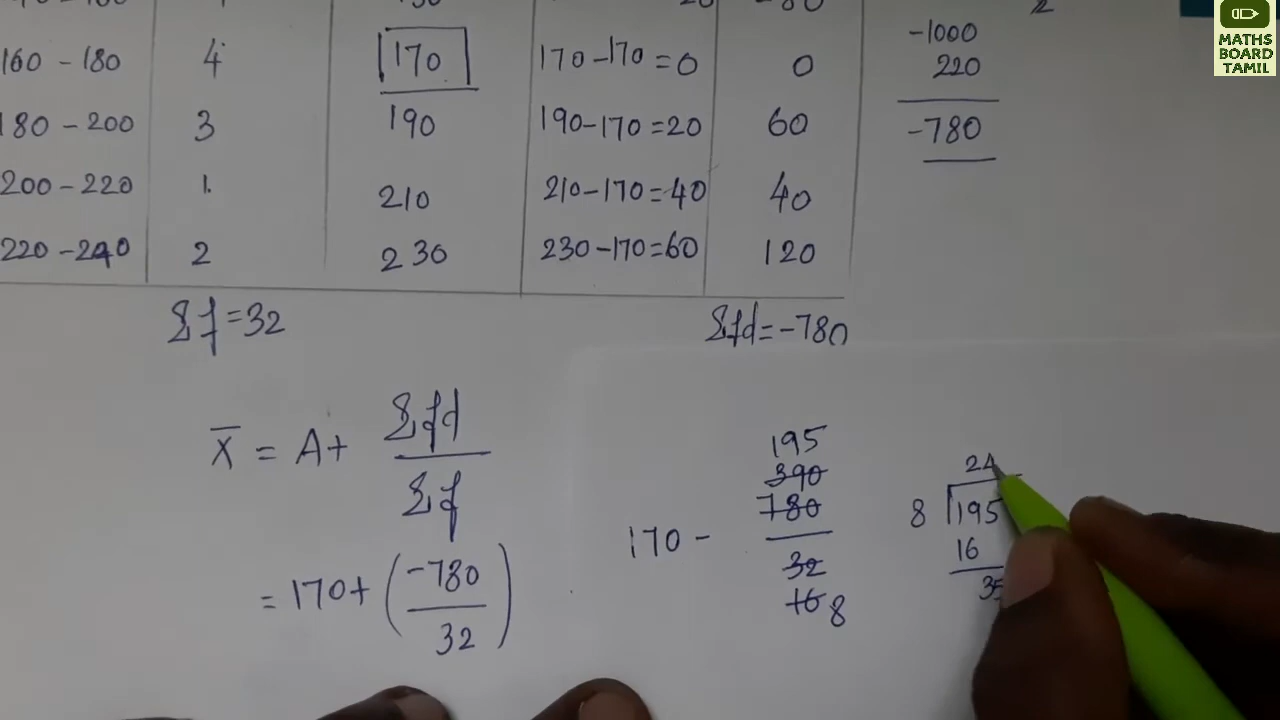 -1000
160 - 180 4 170 170 - 170 = 0 0 220
180 - 200 3 190 190 - 170 = 20 60 -780
200 - 220 1 210 210 - 170 = 40 40
220 - 240 2 230 230 - 170 = 60 120
Σf = 32 Σfd = -780
X̄ = A + Σfd / Σf
= 170 + (-780 / 32)
195
390
780
170 -
32
16 8
24
8 195
16
35
MATHS
BOARD
TAMIL